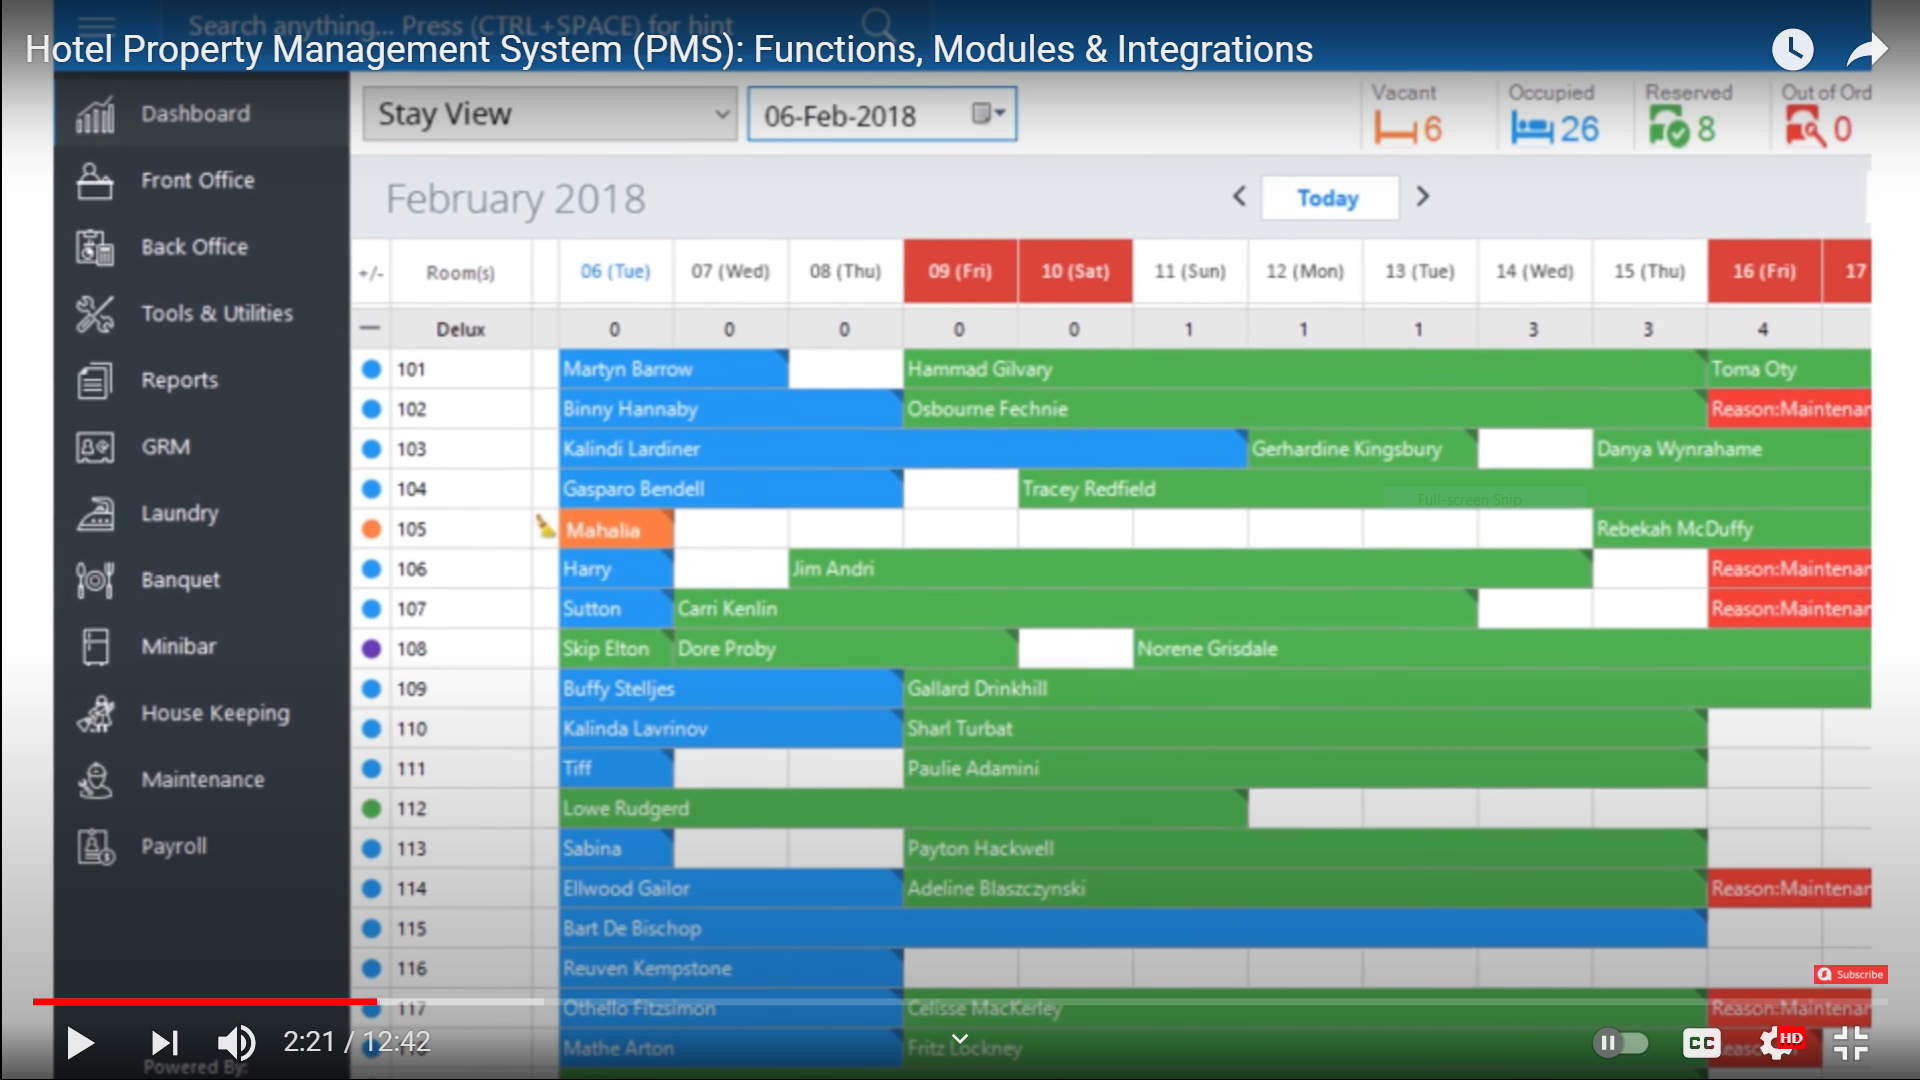 Search anything... Press (CTRL+SPACE) for hint
Hotel Property Management System (PMS): Functions, Modules & Integrations
Dashboard
Front Office
Back Office
Tools & Utilities
Reports
GRM
Laundry
Banquet
Minibar
House Keeping
Maintenance
Payroll
Powered By:
Stay View
06-Feb-2018
Vacant
6
Occupied
26
Reserved
8
Out of Ord
0
February 2018
Today
+/- Room(s) 06 (Tue) 07 (Wed) 08 (Thu) 09 (Fri) 10 (Sat) 11 (Sun) 12 (Mon) 13 (Tue) 14 (Wed) 15 (Thu) 16 (Fri) 17
Delux 0 0 0 0 0 1 1 1 3 3 4
101 Martyn Barrow Hammad Gilvary Toma Oty
102 Binny Hannaby Osbourne Fechnie Reason:Maintenar
103 Kalindi Lardiner Gerhardine Kingsbury Danya Wynrahame
104 Gasparo Bendell Tracey Redfield
Full-screen Snip
105 Mahalia Rebekah McDuffy
106 Harry Jim Andri Reason:Maintenar
107 Sutton Carri Kenlin Reason:Maintenar
108 Skip Elton Dore Proby Norene Grisdale
109 Buffy Stelljes Gallard Drinkhill
110 Kalinda Lavrinov Sharl Turbat
111 Tiff Paulie Adamini
112 Lowe Rudgerd
113 Sabina Payton Hackwell
114 Ellwood Gailor Adeline Blaszczynski Reason:Maintenar
115 Bart De Bischop
116 Reuven Kempstone
Subscribe
117 Othello Fitzsimon Celisse MacKerley Reason:Maintenar
Mathe Arton Fritz Lockney
2:21 / 12:42
CC
HD